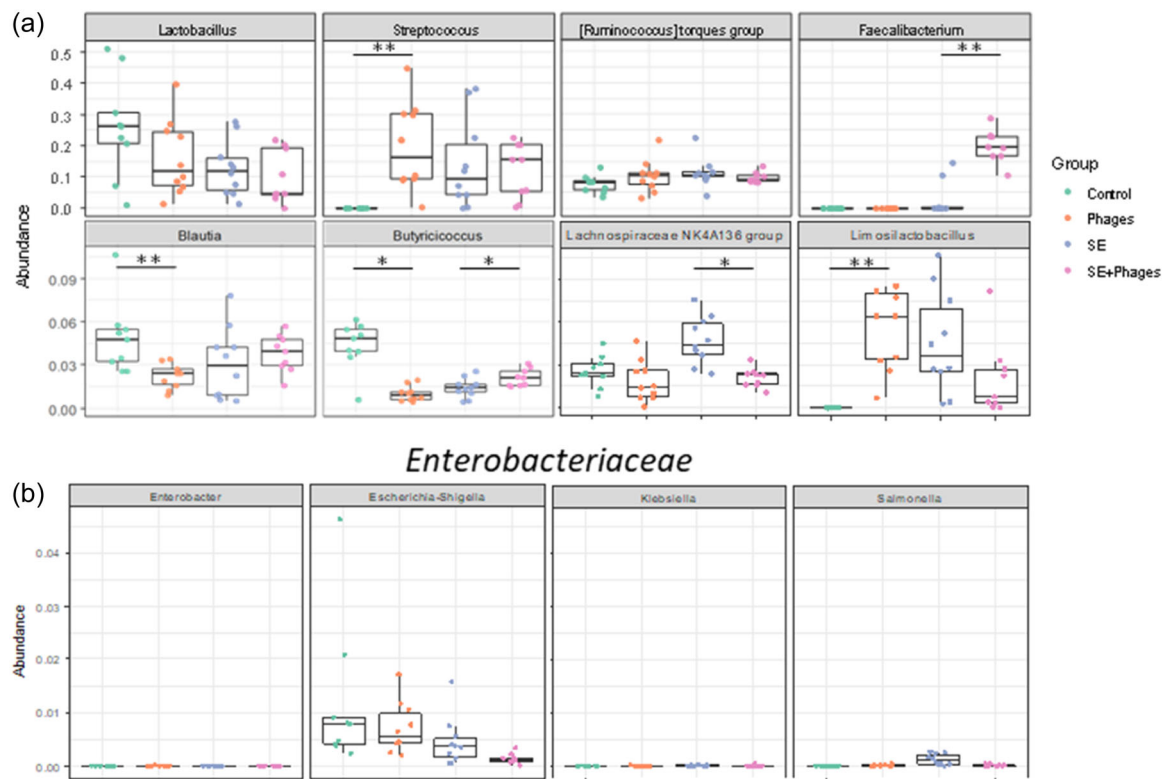 (a)
Lactobacillus
Streptococcus
[Ruminococcus] torques group
Faecalibacterium
** **
0.5
0.4
0.3
0.2
0.1
0.0
Blautia
Butyricicoccus
Lachnospiraceae NK4A136 group
Limosilactobacillus
** * * * **
0.09
0.06
0.03
0.00
Abundance
Group
Control
Phages
SE
SE+Phages
Enterobacteriaceae
(b)
Enterobacter
Escherichia-Shigella
Klebsiella
Salmonella
0.04
0.03
0.02
0.01
0.00
Abundance